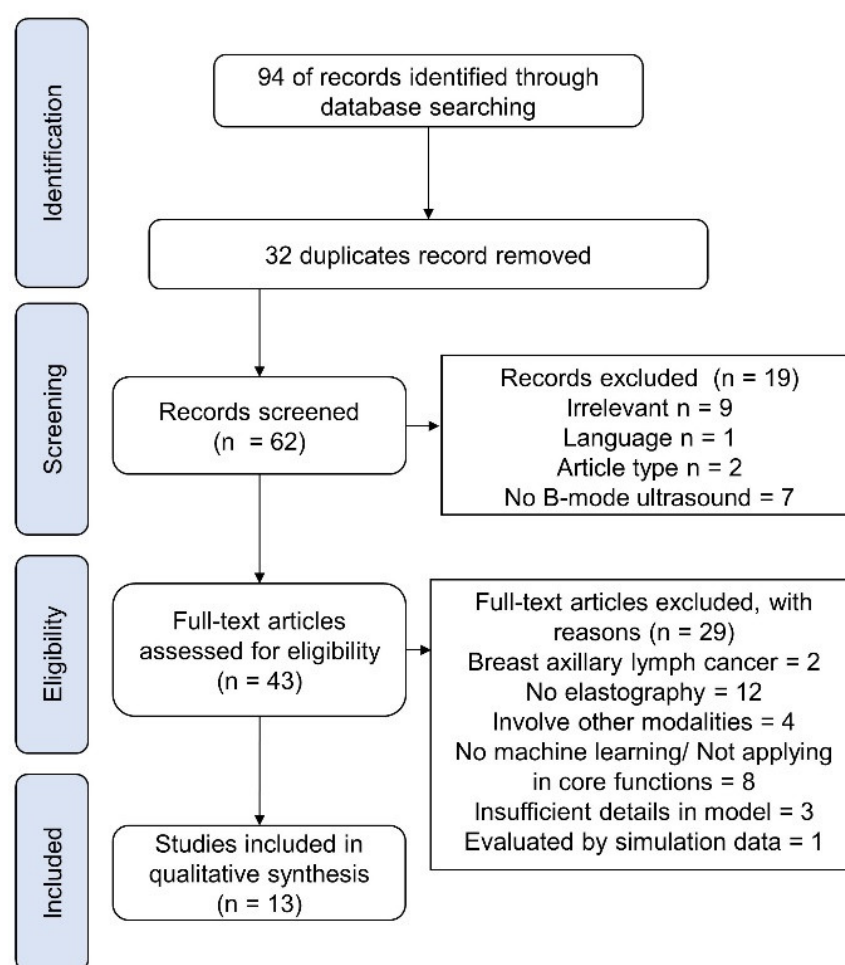 Identification
94 of records identified through
database searching
32 duplicates record removed
Screening
Records screened
(n = 62)
Records excluded (n = 19)
Irrelevant n = 9
Language n = 1
Article type n = 2
No B-mode ultrasound = 7
Eligibility
Full-text articles
assessed for eligibility
(n = 43)
Full-text articles excluded, with
reasons (n = 29)
Breast axillary lymph cancer = 2
No elastography = 12
Involve other modalities = 4
No machine learning/ Not applying
in core functions = 8
Insufficient details in model = 3
Evaluated by simulation data = 1
Included
Studies included in
qualitative synthesis
(n = 13)